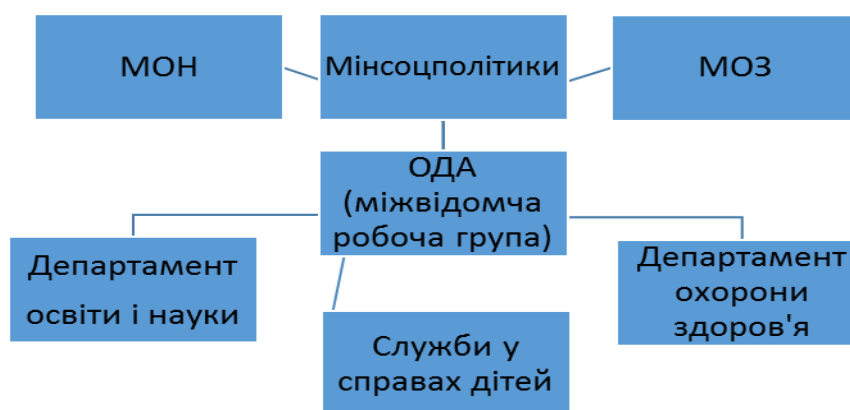 МОН
Мінсоцполітики
МОЗ
ОДА
(міжвідомча
робоча група)
Департамент
освіти і науки
Департамент
охорони
здоров'я
Служби у
справах дітей